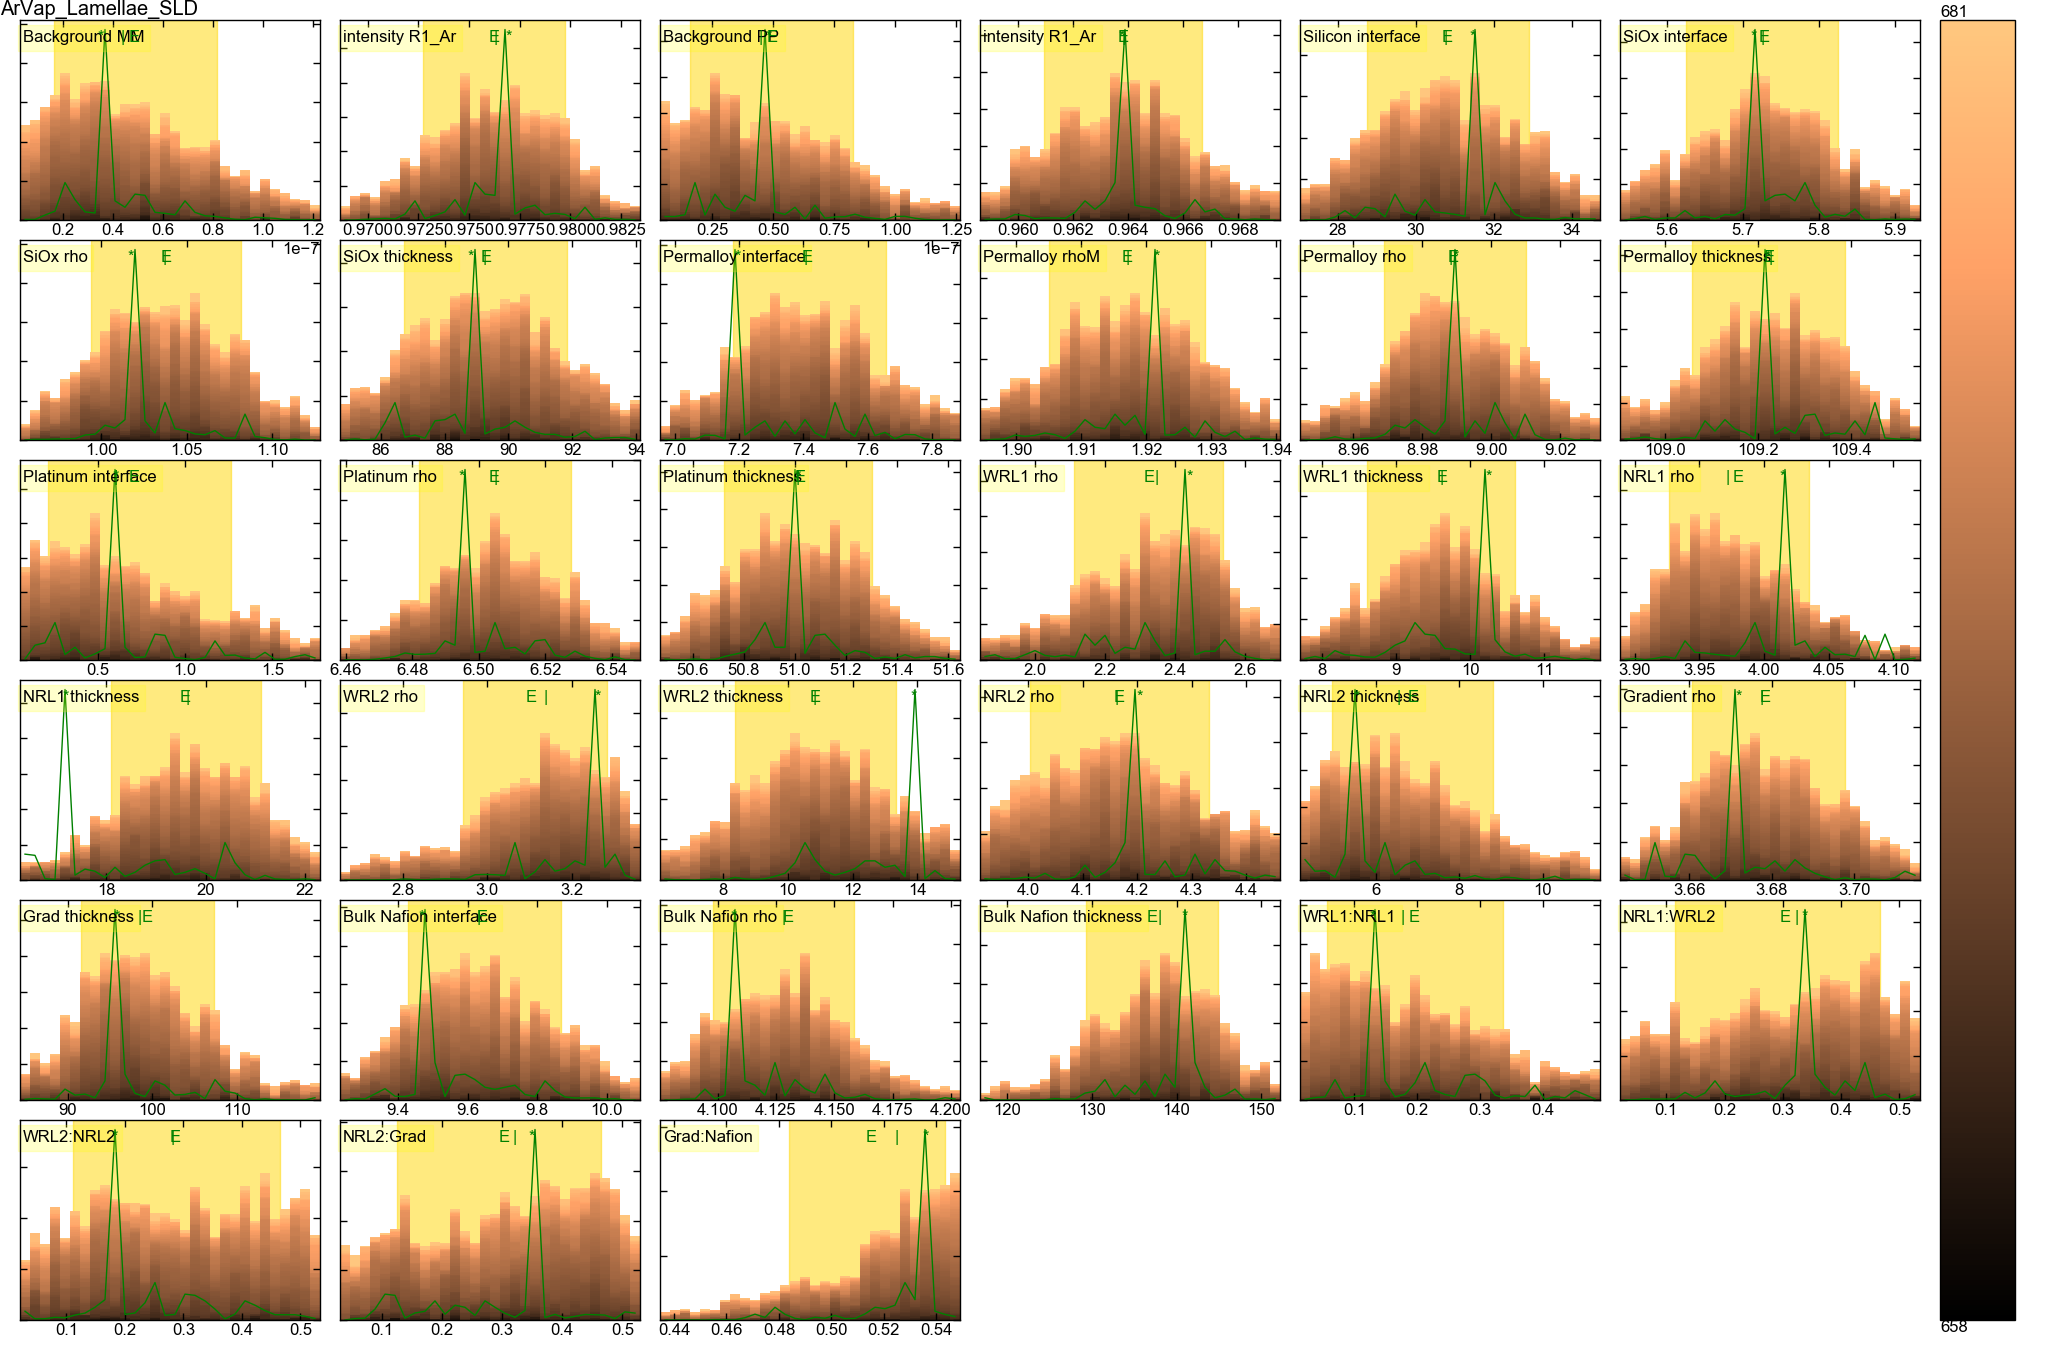 ArVap_Lamellae_SLD 681
Background MM * | E intensity R1_Ar E | * Background PP * | E intensity R1_Ar * | E Silicon interface E | * SiOx interface * | E
0.2 0.4 0.6 0.8 1.0 1.2 0.9700 0.9725 0.9750 0.9775 0.9800 0.9825 0.25 0.50 0.75 1.00 1.25 0.960 0.962 0.964 0.966 0.968 28 30 32 34 5.6 5.7 5.8 5.9
1e−7 1e−7
SiOx rho * | E SiOx thickness * | E Permalloy interface * | E Permalloy rhoM E | * Permalloy rho * | E Permalloy thickness * | E
1.00 1.05 1.10 86 88 90 92 94 7.0 7.2 7.4 7.6 7.8 1.90 1.91 1.92 1.93 1.94 8.96 8.98 9.00 9.02 109.0 109.2 109.4
Platinum interface * | E Platinum rho * E | Platinum thickness * | E WRL1 rho E | * WRL1 thickness E | * NRL1 rho | E *
0.5 1.0 1.5 6.46 6.48 6.50 6.52 6.54 50.6 50.8 51.0 51.2 51.4 51.6 2.0 2.2 2.4 2.6 8 9 10 11 3.90 3.95 4.00 4.05 4.10
NRL1 thickness * E | WRL2 rho E | * WRL2 thickness E | * NRL2 rho | E * NRL2 thickness * | E Gradient rho * | E
18 20 22 2.8 3.0 3.2 8 10 12 14 4.0 4.1 4.2 4.3 4.4 6 8 10 3.66 3.68 3.70
Grad thickness * | E Bulk Nafion interface * | E Bulk Nafion rho * | E Bulk Nafion thickness E | * WRL1:NRL1 * | E NRL1:WRL2 E | *
90 100 110 9.4 9.6 9.8 10.0 4.100 4.125 4.150 4.175 4.200 120 130 140 150 0.1 0.2 0.3 0.4 0.1 0.2 0.3 0.4 0.5
WRL2:NRL2 * | E NRL2:Grad E | * Grad:Nafion E | *
0.1 0.2 0.3 0.4 0.5 0.1 0.2 0.3 0.4 0.5 0.44 0.46 0.48 0.50 0.52 0.54 658